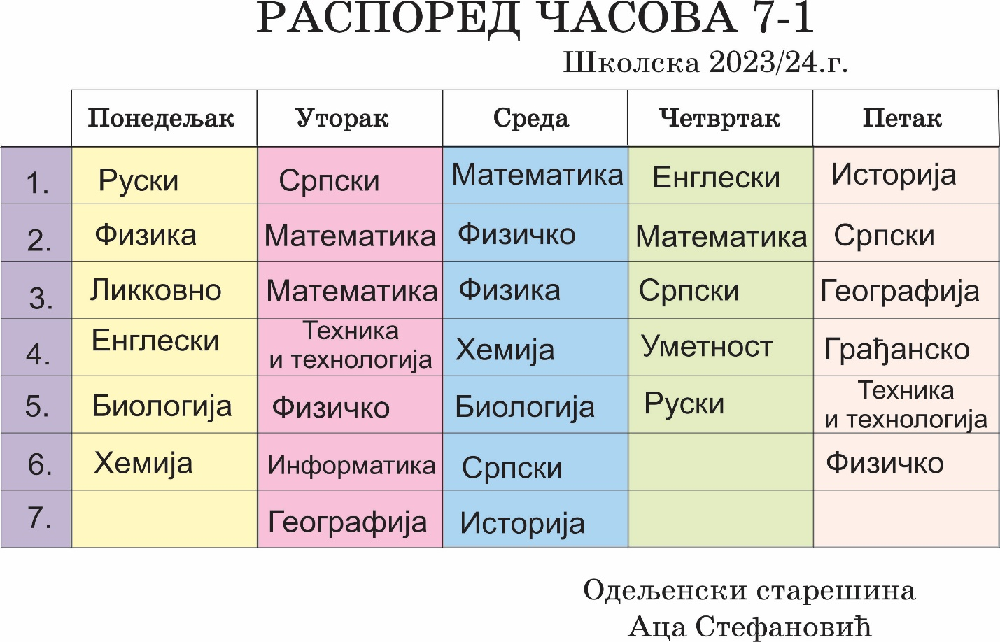 РАСПОРЕД ЧАСОВА 7-1
Школска 2023/24.г.
Понедељак Уторак Среда Четвртак Петак
1. Руски Српски Математика Енглески Историја
2. Физика Математика Физичко Математика Српски
3. Ликковно Математика Физика Српски Географија
4. Енглески Техника и технологија Хемија Уметност Грађанско
5. Биологија Физичко Биологија Руски Техника и технологија
6. Хемија Информатика Српски Физичко
7. Географија Историја
Одељенски старешина
Аца Стефановић